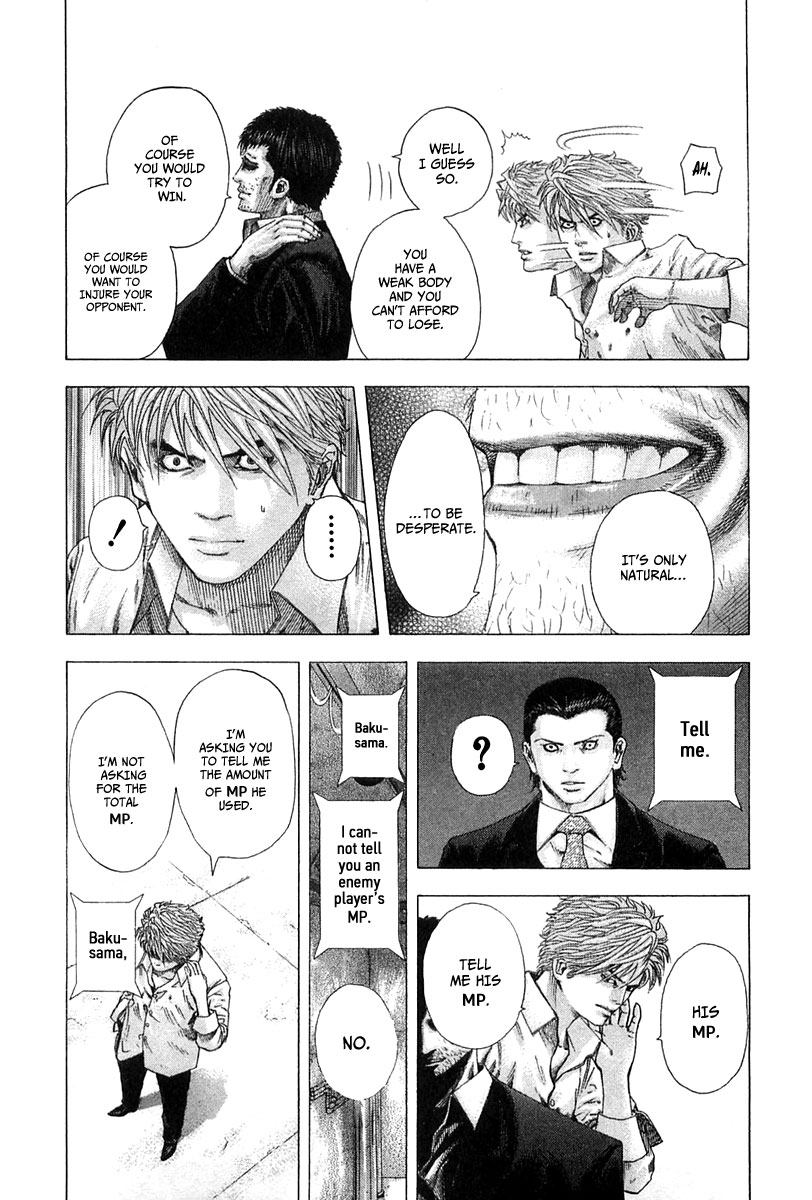 AH.
WELL
I GUESS
SO.
YOU
HAVE A
WEAK BODY
AND YOU
CAN'T AFFORD
TO LOSE.
OF
COURSE
YOU WOULD
TRY TO
WIN.
OF COURSE
YOU WOULD
WANT TO
INJURE YOUR
OPPONENT.
IT'S ONLY
NATURAL...
...TO BE
DESPERATE.
......
!
Tell
me.
?
HIS
MP.
TELL
ME HIS
MP.
Baku-
sama.
I can-
not tell
you an
enemy
player's
MP.
NO.
I'M
ASKING YOU
TO TELL ME
THE AMOUNT
OF MP HE
USED.
I'M NOT
ASKING
FOR THE
TOTAL
MP.
Baku-
sama,